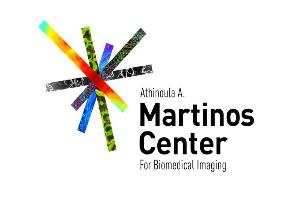 Athinoula A.
Martinos
Center
For Biomedical Imaging